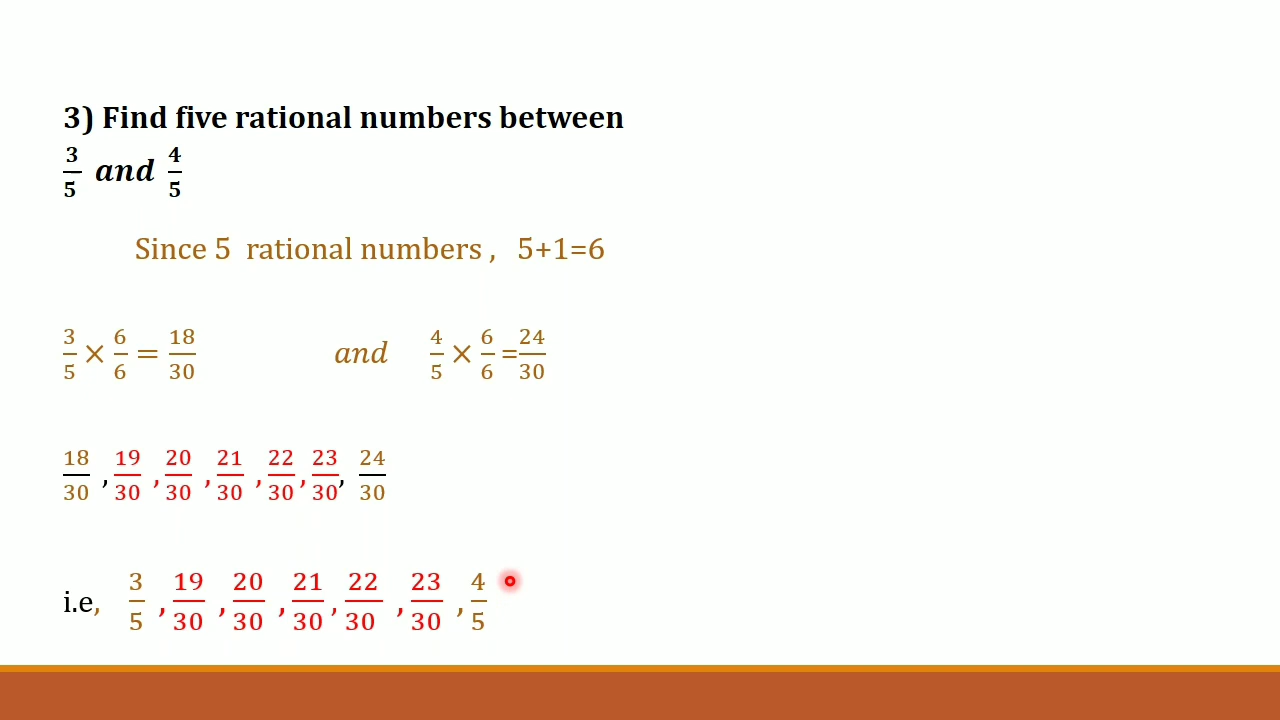 3) Find five rational numbers between
3/5 and 4/5
Since 5 rational numbers , 5+1=6
3/5 × 6/6 = 18/30 and 4/5 × 6/6 =24/30
18/30 , 19/30 , 20/30 , 21/30 , 22/30 , 23/30 , 24/30
i.e, 3/5 , 19/30 , 20/30 , 21/30 , 22/30 , 23/30 , 4/5